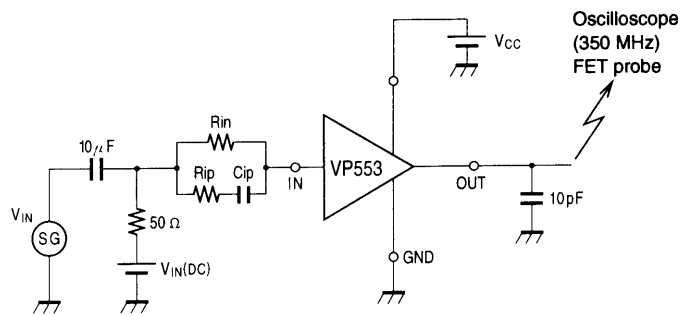 Oscilloscope
(350 MHz)
FET probe
VCC
10μF
Rin
Rip
Cip
IN
VP553
OUT
10pF
VIN
SG
50 Ω
VIN(DC)
GND